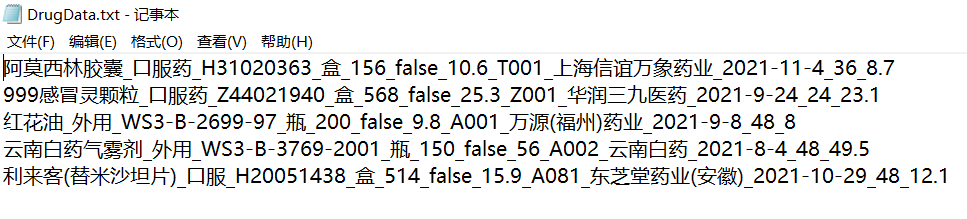 DrugData.txt - 记事本
文件(F) 编辑(E) 格式(O) 查看(V) 帮助(H)
阿莫西林胶囊_口服药_H31020363_盒_156_false_10.6_T001_上海信谊万象药业_2021-11-4_36_8.7
999感冒灵颗粒_口服药_Z44021940_盒_568_false_25.3_Z001_华润三九医药_2021-9-24_24_23.1
红花油_外用_WS3-B-2699-97_瓶_200_false_9.8_A001_万源(福州)药业_2021-9-8_48_8
云南白药气雾剂_外用_WS3-B-3769-2001_瓶_150_false_56_A002_云南白药_2021-8-4_48_49.5
利来客(替米沙坦片)_口服_H20051438_盒_514_false_15.9_A081_东芝堂药业(安徽)_2021-10-29_48_12.1